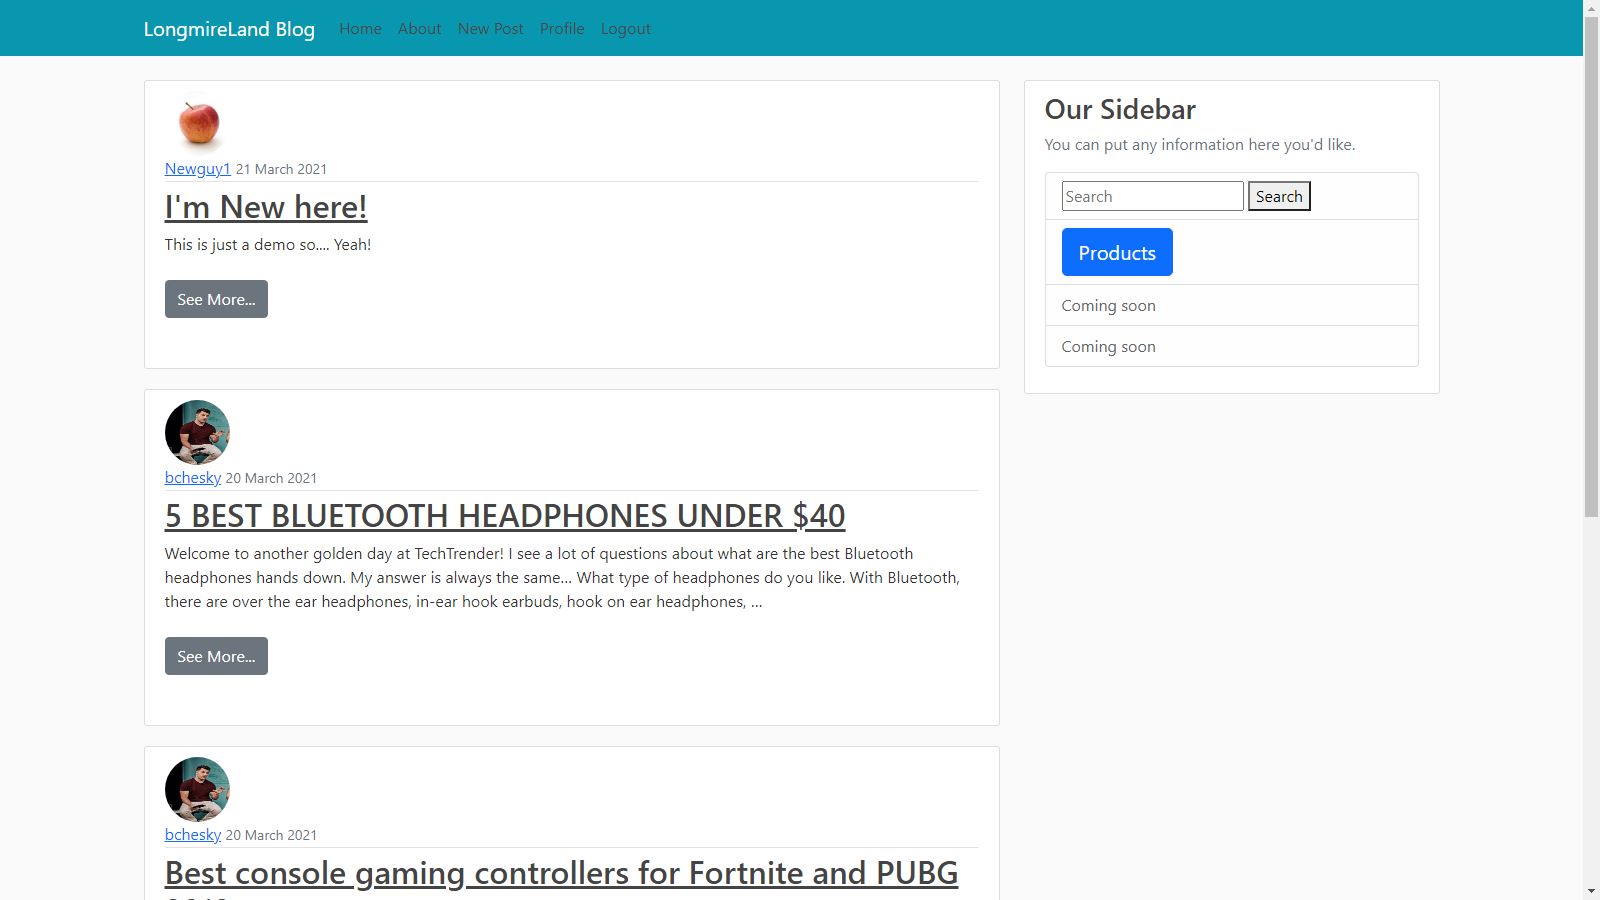 LongmireLand Blog Home About New Post Profile Logout
Newguy1 21 March 2021
I'm New here!
This is just a demo so.... Yeah!
See More...
bchesky 20 March 2021
5 BEST BLUETOOTH HEADPHONES UNDER $40
Welcome to another golden day at TechTrender! I see a lot of questions about what are the best Bluetooth
headphones hands down. My answer is always the same… What type of headphones do you like. With Bluetooth,
there are over the ear headphones, in-ear hook earbuds, hook on ear headphones, …
See More...
bchesky 20 March 2021
Best console gaming controllers for Fortnite and PUBG
Our Sidebar
You can put any information here you'd like.
Search Search
Products
Coming soon
Coming soon